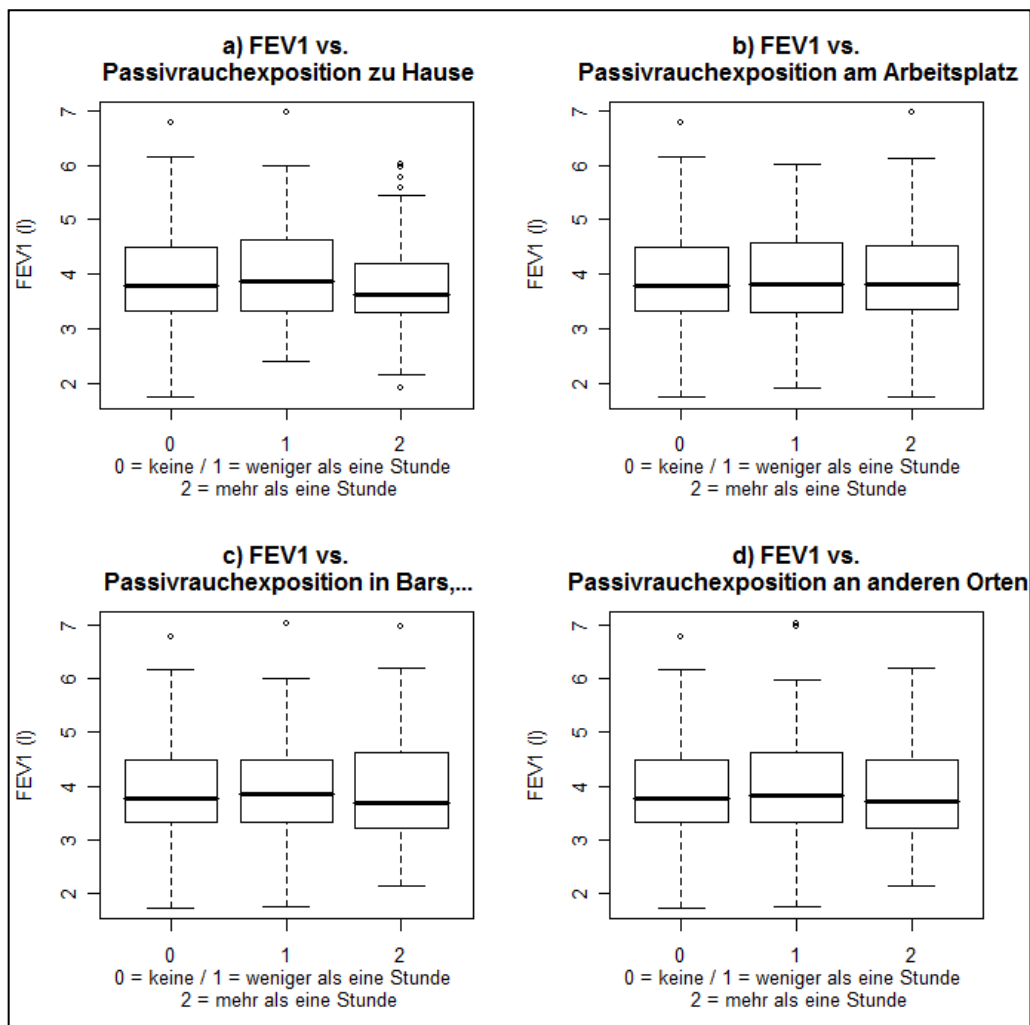 a) FEV1 vs.
Passivrauchexposition zu Hause
FEV1 (l)
7
6
5
4
3
2
0 1 2
0 = keine / 1 = weniger als eine Stunde
2 = mehr als eine Stunde
b) FEV1 vs.
Passivrauchexposition am Arbeitsplatz
FEV1 (l)
7
6
5
4
3
2
0 1 2
0 = keine / 1 = weniger als eine Stunde
2 = mehr als eine Stunde
c) FEV1 vs.
Passivrauchexposition in Bars,...
FEV1 (l)
7
6
5
4
3
2
0 1 2
0 = keine / 1 = weniger als eine Stunde
2 = mehr als eine Stunde
d) FEV1 vs.
Passivrauchexposition an anderen Orten
FEV1 (l)
7
6
5
4
3
2
0 1 2
0 = keine / 1 = weniger als eine Stunde
2 = mehr als eine Stunde